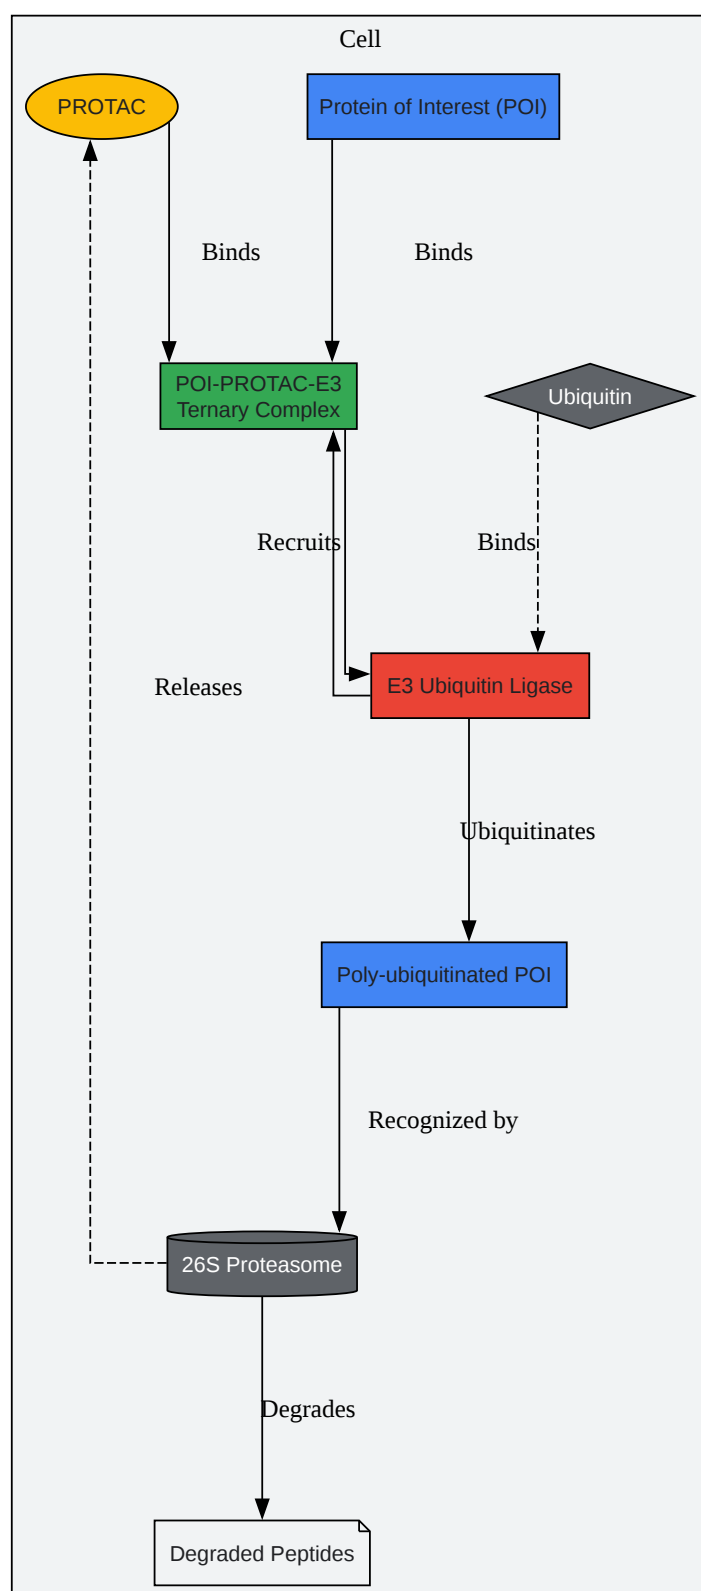 Cell
PROTAC
Protein of Interest (POI)
Binds
Binds
POI-PROTAC-E3
Ternary Complex
Ubiquitin
Recruits
Binds
Releases
E3 Ubiquitin Ligase
Ubiquitinates
Poly-ubiquitinated POI
Recognized by
26S Proteasome
Degrades
Degraded Peptides